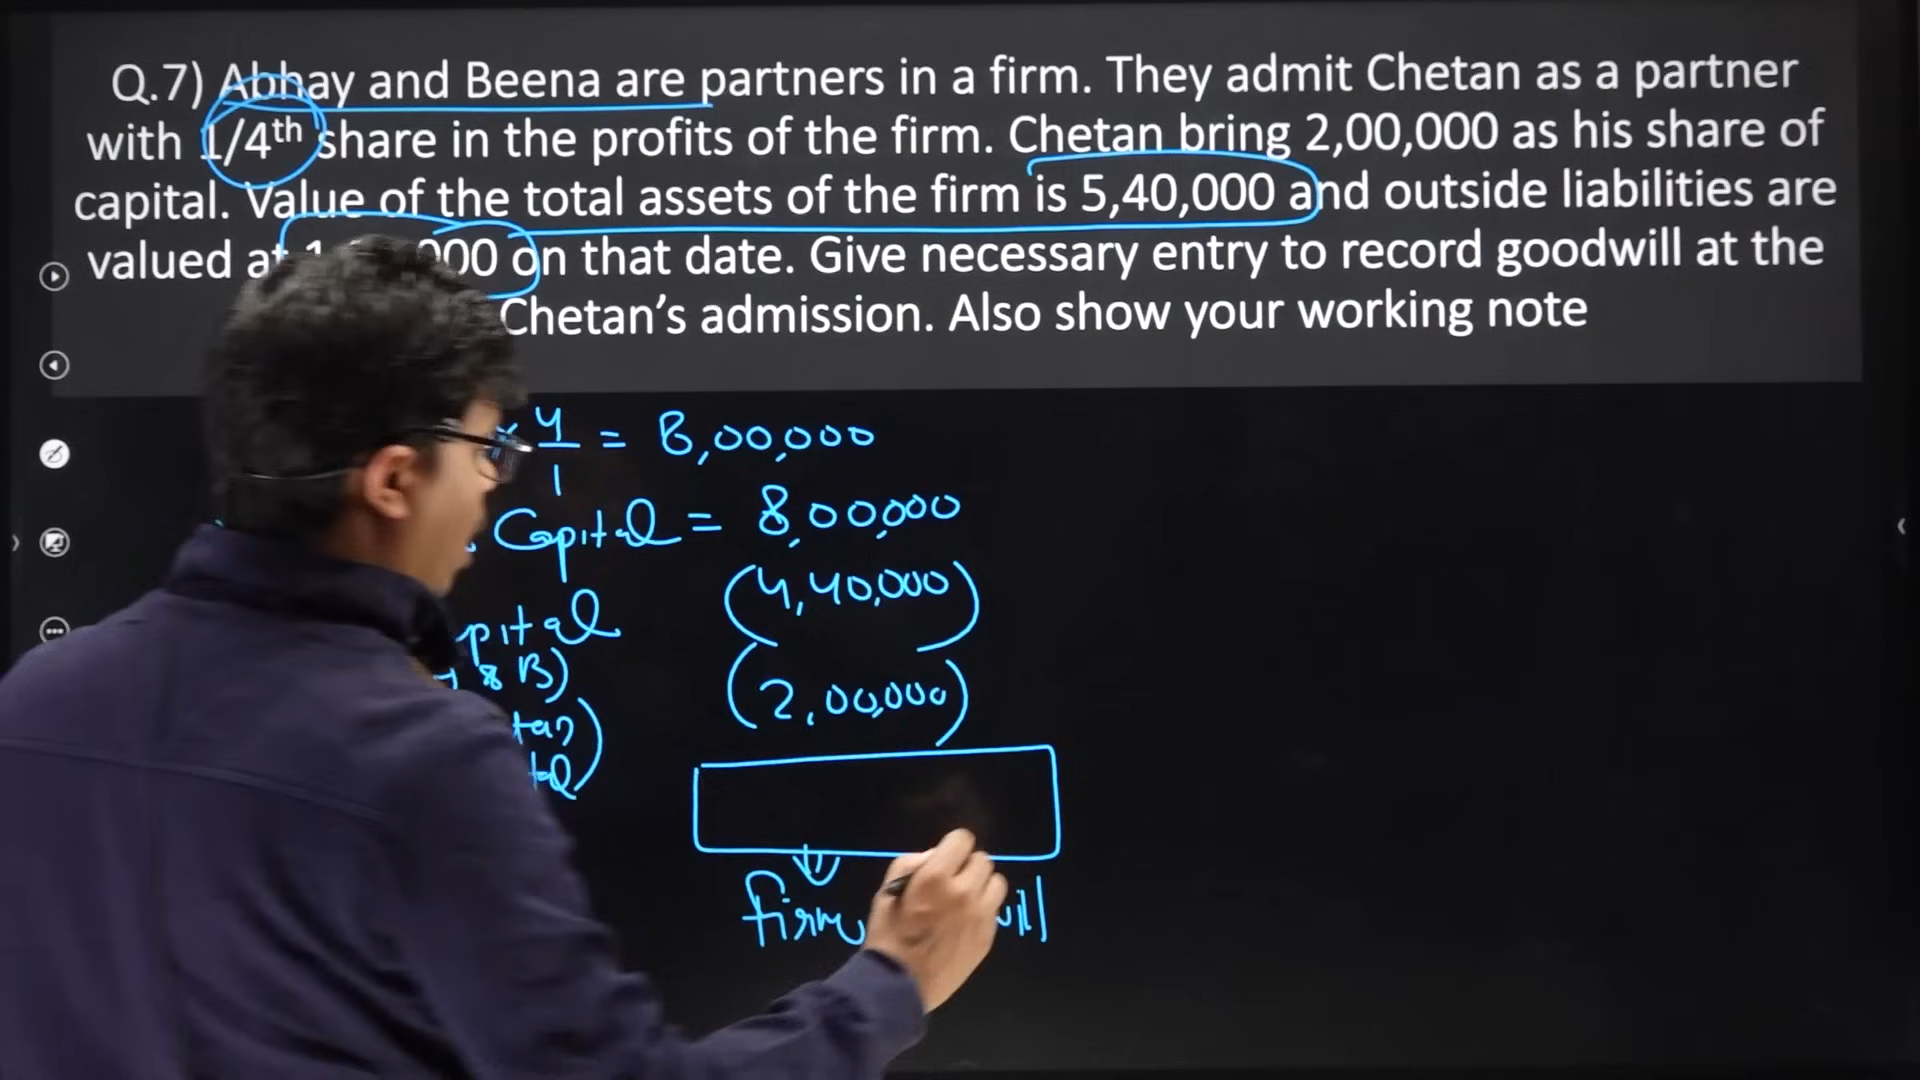 Q.7) Abhay and Beena are partners in a firm. They admit Chetan as a partner
with 1/4th share in the profits of the firm. Chetan bring 2,00,000 as his share of
capital. Value of the total assets of the firm is 5,40,000 and outside liabilities are
valued at on that date. Give necessary entry to record goodwill at the
Chetan’s admission. Also show your working note
× 4/1 = 8,00,000
Capital = 8,00,000
(4,40,000)
& B)
(2,00,000)
firm